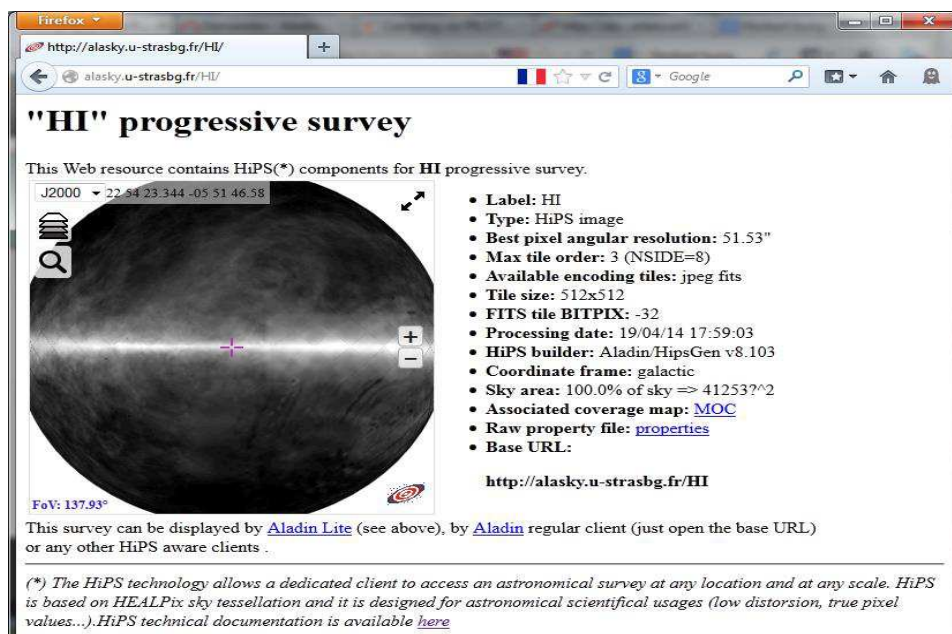 Firefox
http://alasky.u-strasbg.fr/HI/
+
alasky.u-strasbg.fr/HI/
8 Google
"HI" progressive survey
This Web resource contains HiPS(*) components for HI progressive survey.
J2000 22 54 23.344 -05 51 46.58
+
−
FoV: 137.93°
• Label: HI
• Type: HiPS image
• Best pixel angular resolution: 51.53"
• Max tile order: 3 (NSIDE=8)
• Available encoding tiles: jpeg fits
• Tile size: 512x512
• FITS tile BITPIX: -32
• Processing date: 19/04/14 17:59:03
• HiPS builder: Aladin/HipsGen v8.103
• Coordinate frame: galactic
• Sky area: 100.0% of sky => 41253?^2
• Associated coverage map: MOC
• Raw property file: properties
• Base URL:
http://alasky.u-strasbg.fr/HI
This survey can be displayed by Aladin Lite (see above), by Aladin regular client (just open the base URL)
or any other HiPS aware clients .
(*) The HiPS technology allows a dedicated client to access an astronomical survey at any location and at any scale. HiPS
is based on HEALPix sky tessellation and it is designed for astronomical scientifical usages (low distorsion, true pixel
values...).HiPS technical documentation is available here